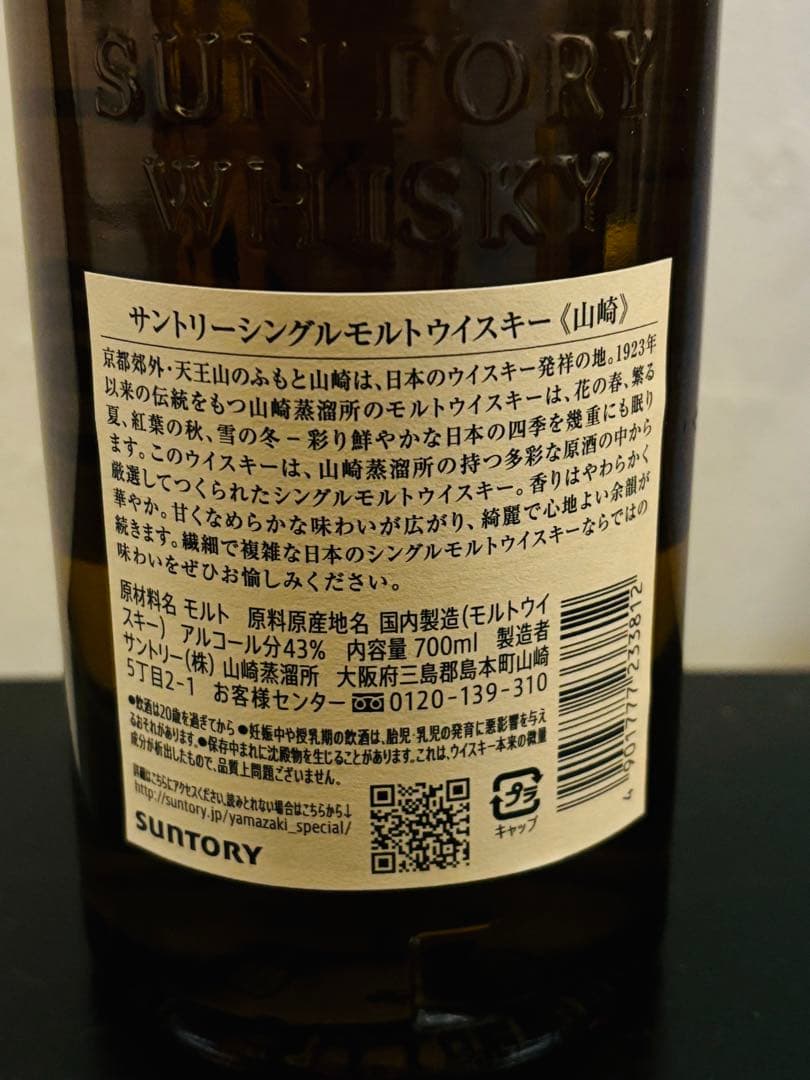 SUNTORY
WHISKY
サントリーシングルモルトウイスキー《山崎》
京都郊外・天王山のふもと山崎は、日本のウイスキー発祥の地。1923年
以来の伝統をもつ山崎蒸溜所のモルトウイスキーは、花の春、繁る
夏、紅葉の秋、雪の冬－彩り鮮やかな日本の四季を幾重にも眠り
ます。このウイスキーは、山崎蒸溜所の持つ多彩な原酒の中から
厳選してつくられたシングルモルトウイスキー。香りはやわらかく
華やか。甘くなめらかな味わいが広がり、綺麗で心地よい余韻が
続きます。繊細で複雑な日本のシングルモルトウイスキーならではの
味わいをぜひお愉しみください。
原材料名 モルト 原料原産地名 国内製造(モルトウイ
スキー) アルコール分43% 内容量 700ml 製造者
サントリー(株) 山崎蒸溜所 大阪府三島郡島本町山崎
5丁目2-1 お客様センター 0120-139-310
●飲酒は20歳を過ぎてから ●妊娠中や授乳期の飲酒は、胎児・乳児の発育に悪影響を与え
るおそれがあります。●保存中まれに沈殿物を生じることがあります。これは、ウイスキー本来の微量
成分が析出したもので、品質上問題ございません。
詳細はこちらにアクセスください。読みとれない場合はこちらから↓
http://suntory.jp/yamazaki_special/
SUNTORY
プラ
キャップ
4901777233812